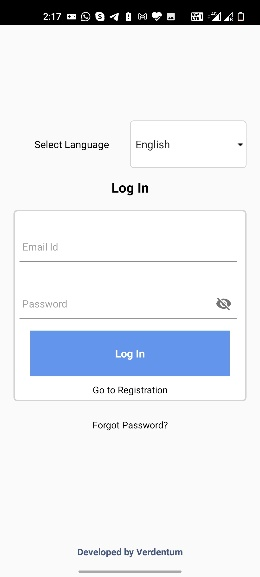 2:17
Select Language
English
Log In
Email Id
Password
Log In
Go to Registration
Forgot Password?
Developed by Verdentum